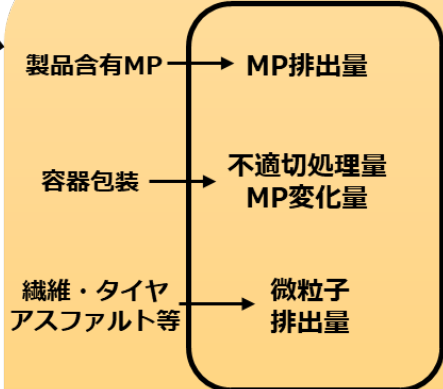 製品含有MP
MP排出量
容器包装
不適切処理量
MP変化量
繊維・タイヤ
アスファルト等
微粒子
排出量